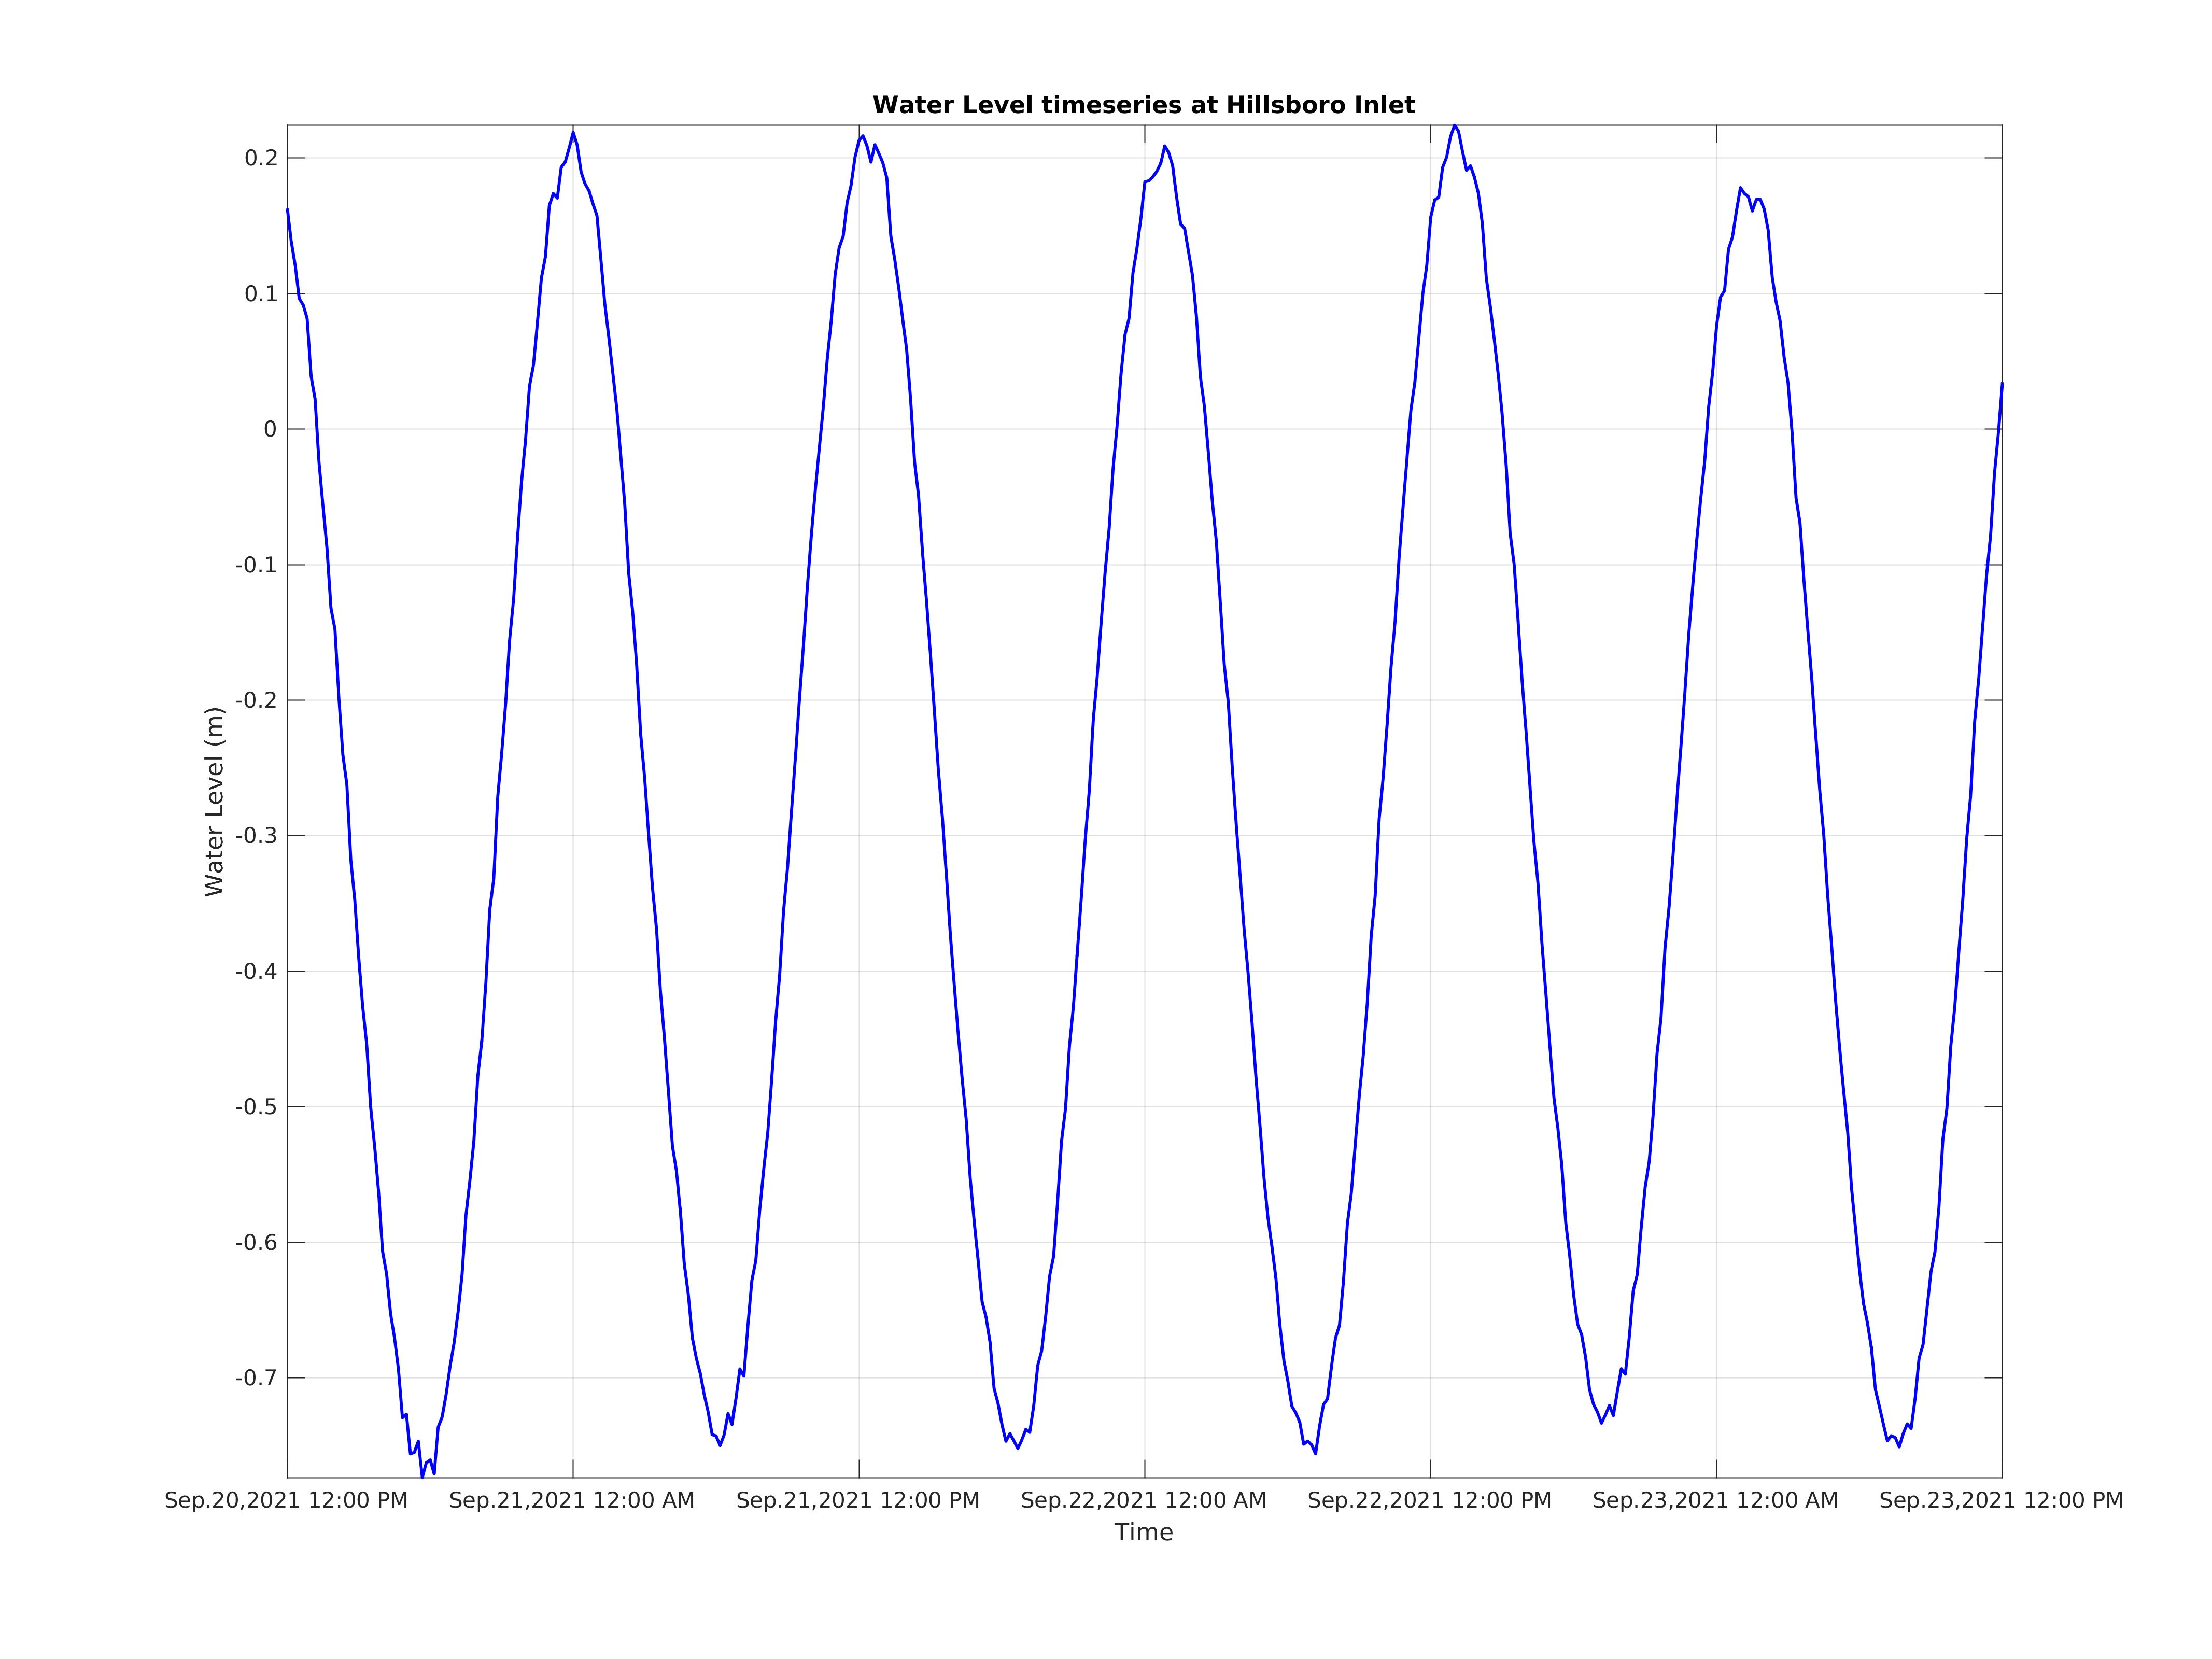 Water Level timeseries at Hillsboro Inlet
0.2
0.1
0
-0.1
-0.2
-0.3
-0.4
-0.5
-0.6
-0.7
Water Level (m)
Sep.20,2021 12:00 PM Sep.21,2021 12:00 AM Sep.21,2021 12:00 PM Sep.22,2021 12:00 AM Sep.22,2021 12:00 PM Sep.23,2021 12:00 AM Sep.23,2021 12:00 PM
Time